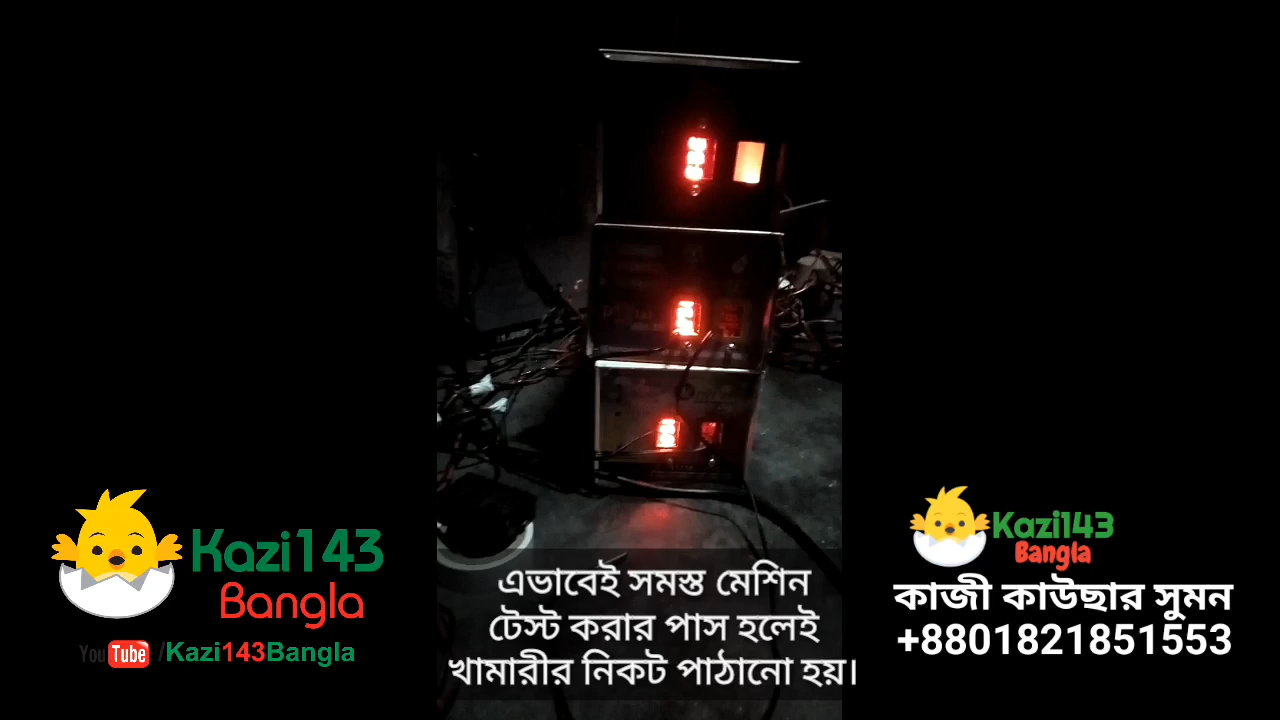 Kazi143
Bangla
YouTube /Kazi143Bangla
এভাবেই সমস্ত মেশিন
টেস্ট করার পাস হলেই
খামারীর নিকট পাঠানো হয়।
Kazi143
Bangla
কাজী কাউছার সুমন
+8801821851553